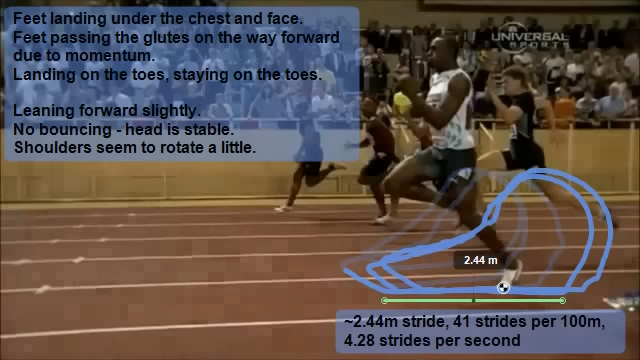 Feet landing under the chest and face.
Feet passing the glutes on the way forward
due to momentum.
Landing on the toes, staying on the toes.
Leaning forward slightly.
No bouncing - head is stable.
Shoulders seem to rotate a little.
UNIVERSAL
SPORTS
2.44 m
~2.44m stride, 41 strides per 100m,
4.28 strides per second